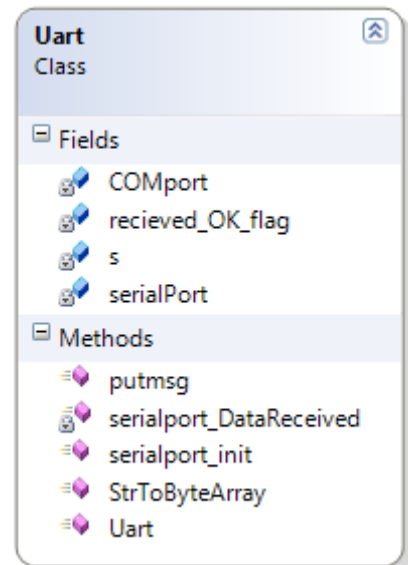 Uart
Class
Fields
COMport
recieved_OK_flag
s
serialPort
Methods
putmsg
serialport_DataReceived
serialport_init
StrToByteArray
Uart